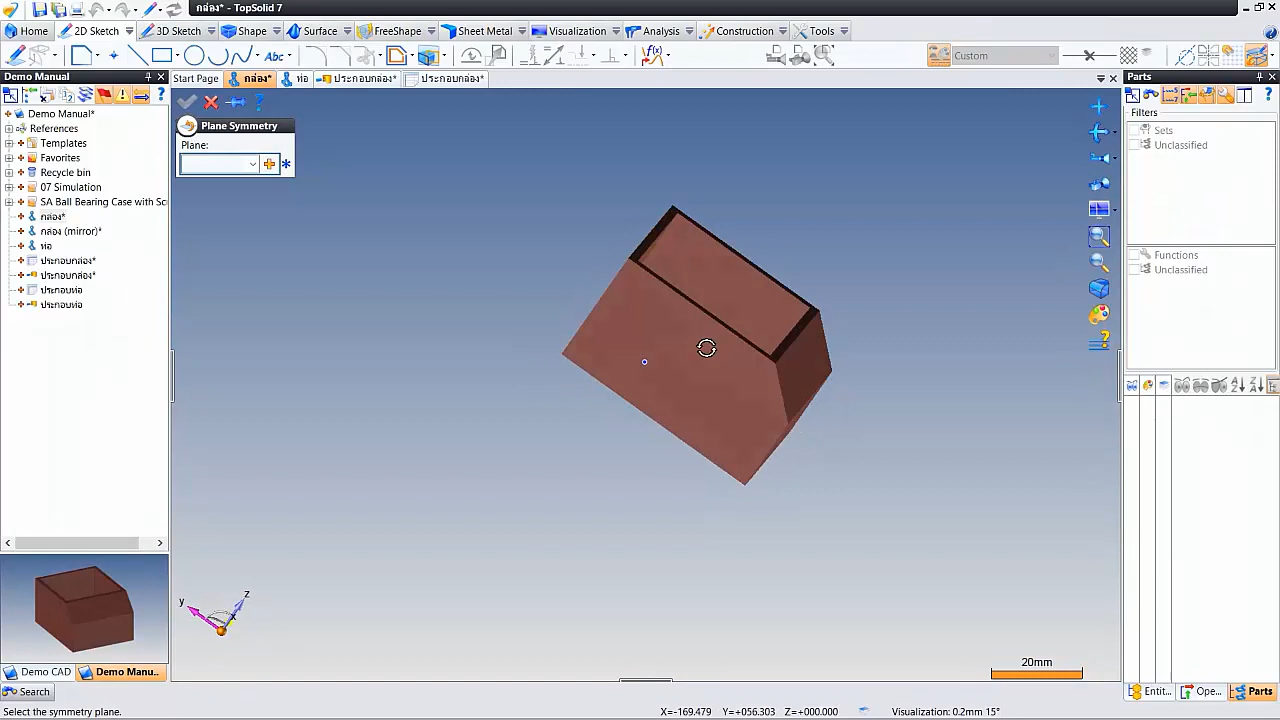 กล่อง* - TopSolid 7
Home 2D Sketch 3D Sketch Shape Surface FreeShape Sheet Metal Visualization Analysis Construction Tools
Abc f(x) Custom
Demo Manual
Start Page กล่อง* ท่อ ประกอบกล่อง* ประกอบกล่อง*
Parts
Demo Manual*
References
Templates
Favorites
Recycle bin
07 Simulation
SA Ball Bearing Case with Scr
กล่อง*
กล่อง (mirror)*
ท่อ
ประกอบกล่อง*
ประกอบกล่อง*
ประกอบท่อ
ประกอบท่อ
Plane Symmetry
Plane:
Filters
Sets
Unclassified
Functions
Unclassified
y z x
20mm
Demo CAD Demo Manu..
Search
Entit... Ope... Parts
Select the symmetry plane.
X=-169.479 Y=+056.303 Z=+000.000 Visualization: 0.2mm 15°